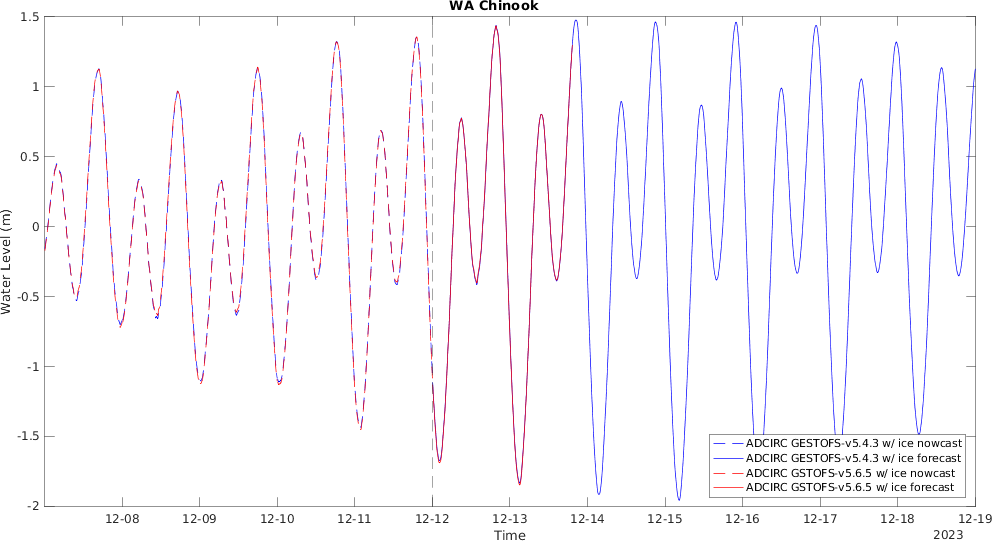 WA Chinook
1.5
1
0.5
0
-0.5
-1
-1.5
-2
Water Level (m)
12-08 12-09 12-10 12-11 12-12 12-13 12-14 12-15 12-16 12-17 12-18 12-19
Time
2023
ADCIRC GESTOFS-v5.4.3 w/ ice nowcast
ADCIRC GESTOFS-v5.4.3 w/ ice forecast
ADCIRC GSTOFS-v5.6.5 w/ ice nowcast
ADCIRC GSTOFS-v5.6.5 w/ ice forecast